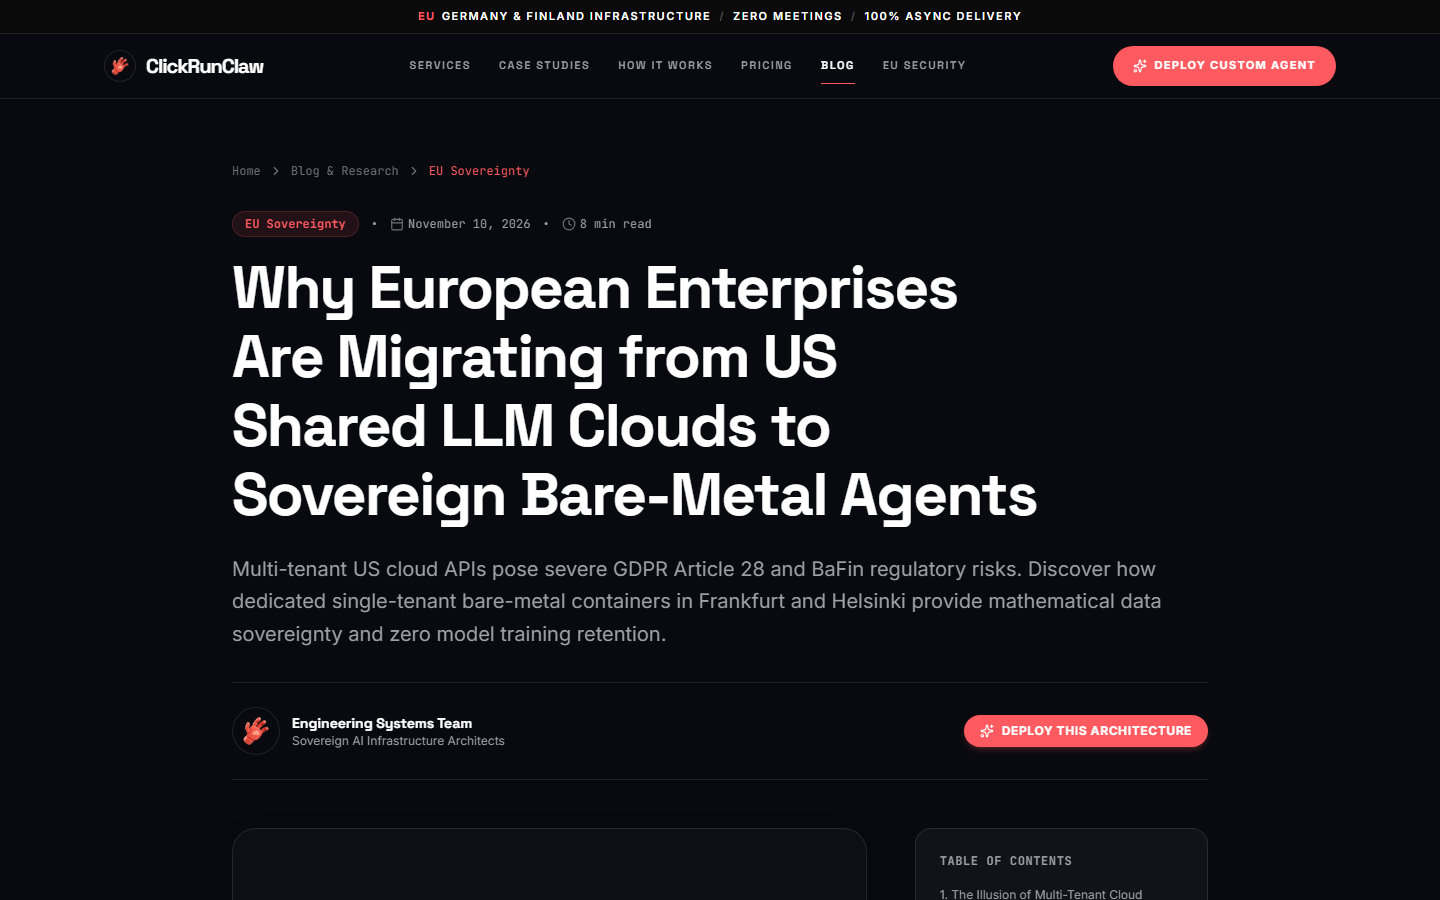 EU GERMANY & FINLAND INFRASTRUCTURE / ZERO MEETINGS / 100% ASYNC DELIVERY
ClickRunClaw
SERVICES CASE STUDIES HOW IT WORKS PRICING BLOG EU SECURITY
DEPLOY CUSTOM AGENT
Home > Blog & Research > EU Sovereignty
EU Sovereignty • November 10, 2026 • 8 min read
Why European Enterprises
Are Migrating from US
Shared LLM Clouds to
Sovereign Bare-Metal Agents
Multi-tenant US cloud APIs pose severe GDPR Article 28 and BaFin regulatory risks. Discover how
dedicated single-tenant bare-metal containers in Frankfurt and Helsinki provide mathematical data
sovereignty and zero model training retention.
Engineering Systems Team
Sovereign AI Infrastructure Architects
DEPLOY THIS ARCHITECTURE
TABLE OF CONTENTS
1. The Illusion of Multi-Tenant Cloud